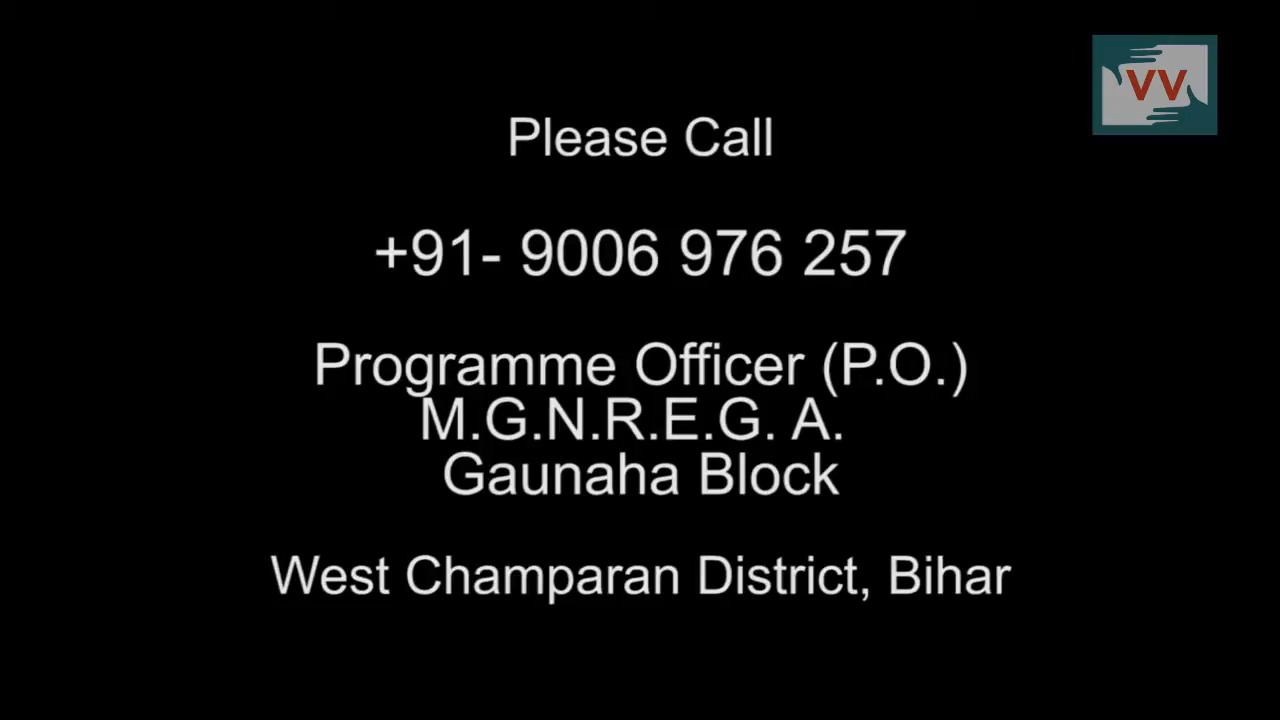 VV
Please Call
+91- 9006 976 257
Programme Officer (P.O.)
M.G.N.R.E.G. A.
Gaunaha Block
West Champaran District, Bihar